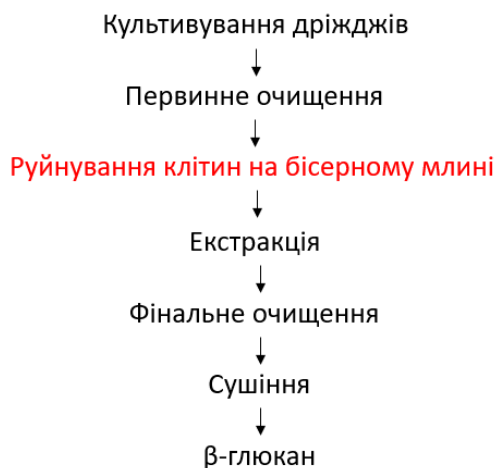 Культивування дріжджів
Первинне очищення
Руйнування клітин на бісерному млині
Екстракція
Фінальне очищення
Сушіння
β-глюкан